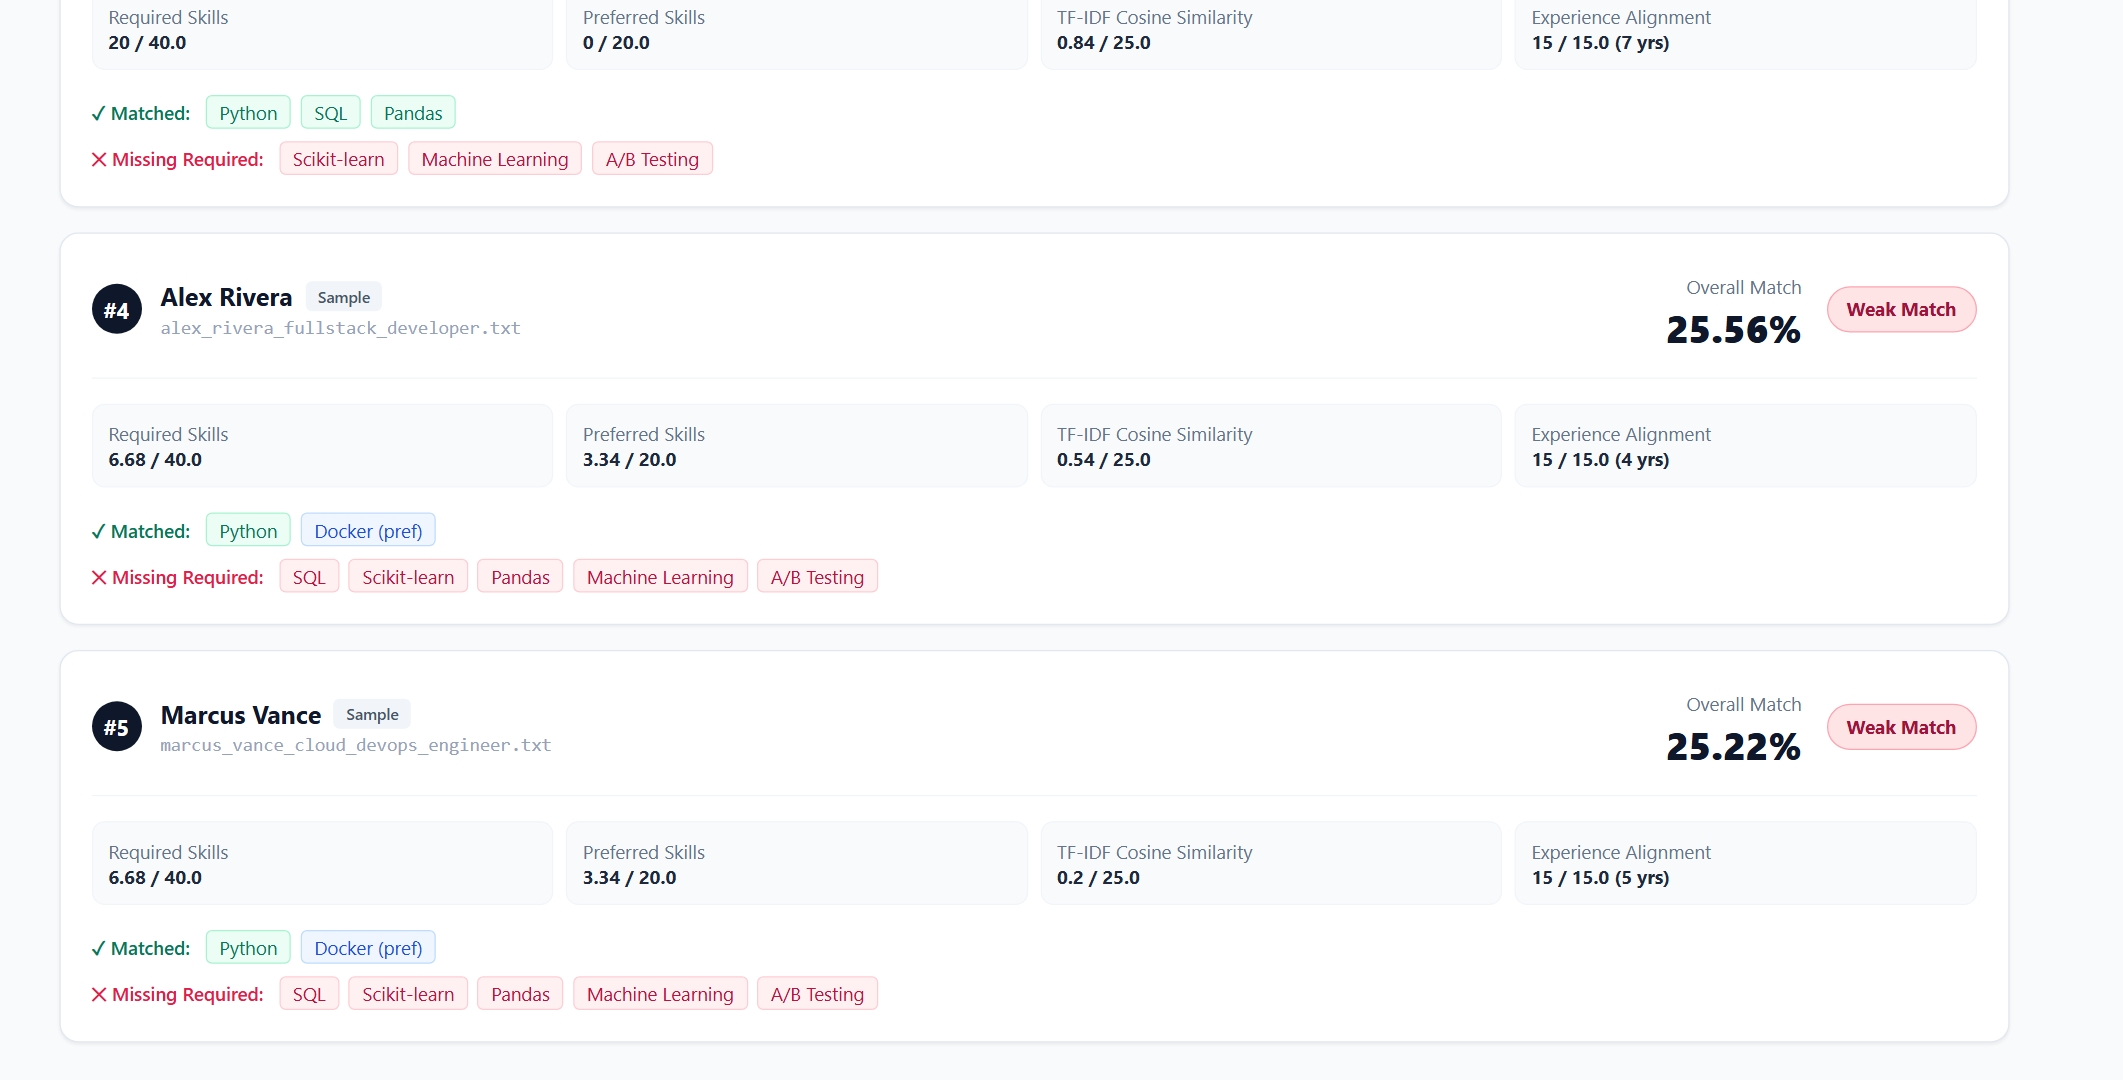 Required Skills Preferred Skills TF-IDF Cosine Similarity Experience Alignment
20 / 40.0 0 / 20.0 0.84 / 25.0 15 / 15.0 (7 yrs)
✓ Matched: Python SQL Pandas
✕ Missing Required: Scikit-learn Machine Learning A/B Testing
#4 Alex Rivera Sample
alex_rivera_fullstack_developer.txt
Overall Match
25.56%
Weak Match
Required Skills Preferred Skills TF-IDF Cosine Similarity Experience Alignment
6.68 / 40.0 3.34 / 20.0 0.54 / 25.0 15 / 15.0 (4 yrs)
✓ Matched: Python Docker (pref)
✕ Missing Required: SQL Scikit-learn Pandas Machine Learning A/B Testing
#5 Marcus Vance Sample
marcus_vance_cloud_devops_engineer.txt
Overall Match
25.22%
Weak Match
Required Skills Preferred Skills TF-IDF Cosine Similarity Experience Alignment
6.68 / 40.0 3.34 / 20.0 0.2 / 25.0 15 / 15.0 (5 yrs)
✓ Matched: Python Docker (pref)
✕ Missing Required: SQL Scikit-learn Pandas Machine Learning A/B Testing